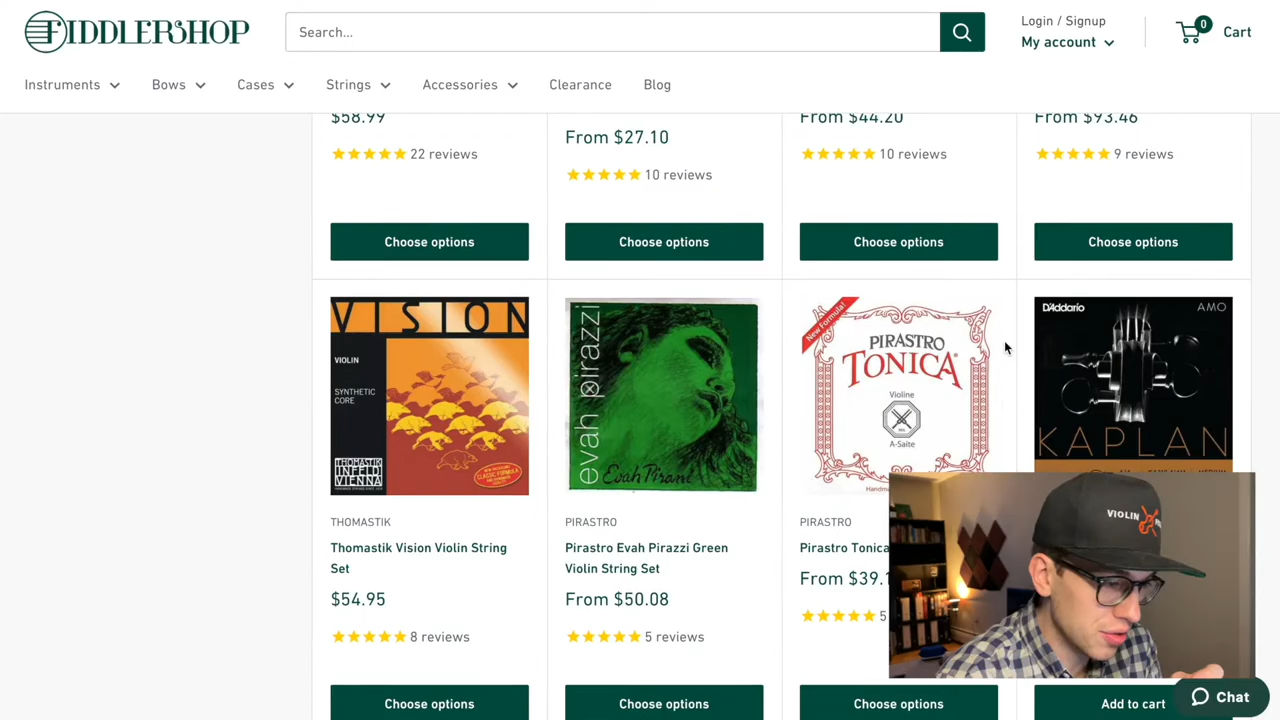 FIDDLERSHOP
Search...
Login / Signup
My account
0
Cart
Instruments
Bows
Cases
Strings
Accessories
Clearance
Blog
$58.99
From $27.10
From $44.20
From $93.46
22 reviews
10 reviews
10 reviews
9 reviews
Choose options
Choose options
Choose options
Choose options
VISION
VIOLIN
SYNTHETIC
CORE
THOMASTIK
INFELD
VIENNA
evah pirazzi
Evah Pirazzi
New Formula!
PIRASTRO
TONICA
Violine
A-Saite
D'Addario
AMO
KAPLAN
THOMASTIK
Thomastik Vision Violin String
Set
$54.95
8 reviews
PIRASTRO
Pirastro Evah Pirazzi Green
Violin String Set
From $50.08
5 reviews
PIRASTRO
Pirastro Tonica
From $39.
5
VIOLIN
Choose options
Choose options
Choose options
Add to cart
Chat